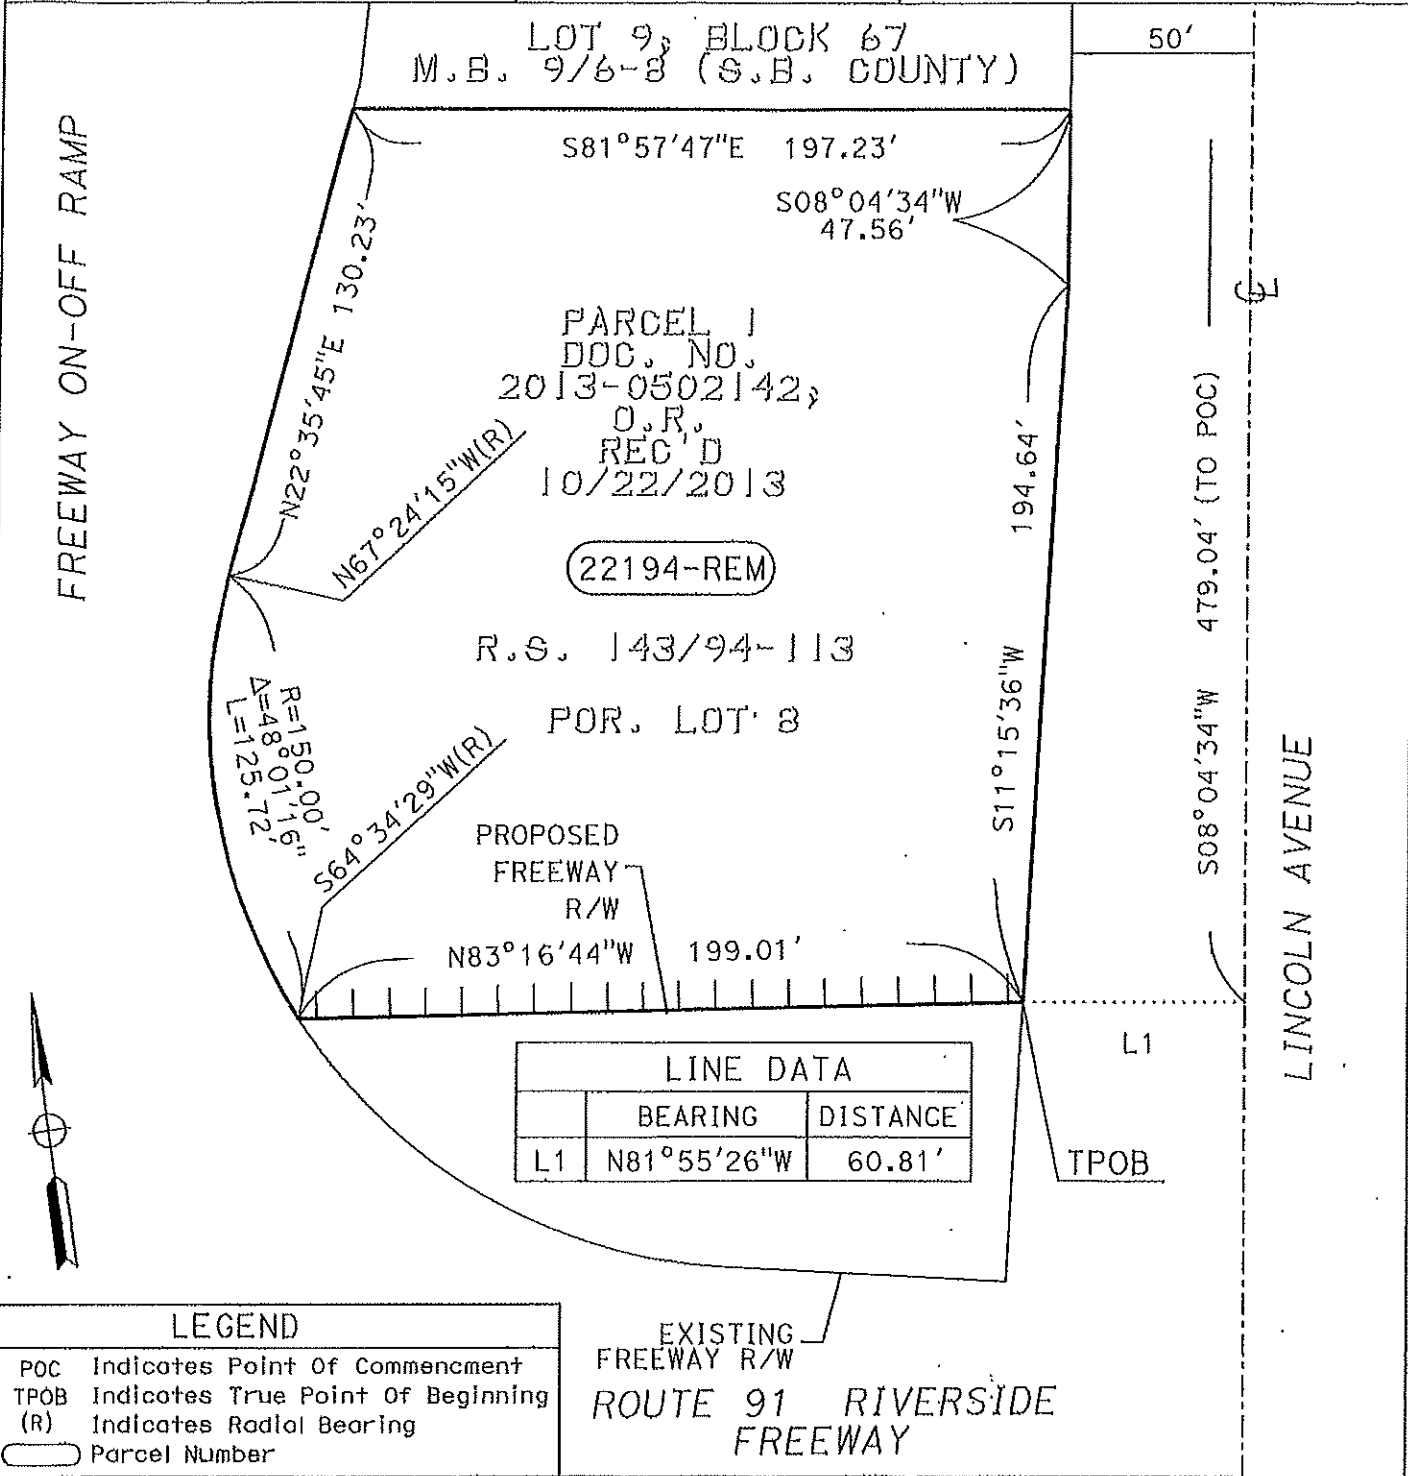 LOT 9, BLOCK 67
M.B. 9/6-8 (S.B. COUNTY)
50'
S81°57'47"E 197.23'
S08°04'34"W
47.56'
FREEWAY ON-OFF RAMP
N22°35'45"E 130.23'
PARCEL 1
DOC. NO.
2013-0502142,
O.R.
REC'D
10/22/2013
N67°24'15"W(R)
22194-REM
R.S. 143/94-113
POR. LOT 8
194.64'
S11°15'36"W
S08°04'34"W 479.04' (TO POC)
℄
LINCOLN AVENUE
R=150.00'
Δ=48°01'16"
L=125.72'
S64°34'29"W(R)
PROPOSED
FREEWAY
R/W
N83°16'44"W 199.01'
L1
TPOB
LINE DATA
BEARING DISTANCE
L1 N81°55'26"W 60.81'
EXISTING
FREEWAY R/W
ROUTE 91 RIVERSIDE
FREEWAY
LEGEND
POC Indicates Point Of Commencment
TPOB Indicates True Point Of Beginning
(R) Indicates Radial Bearing
Parcel Number